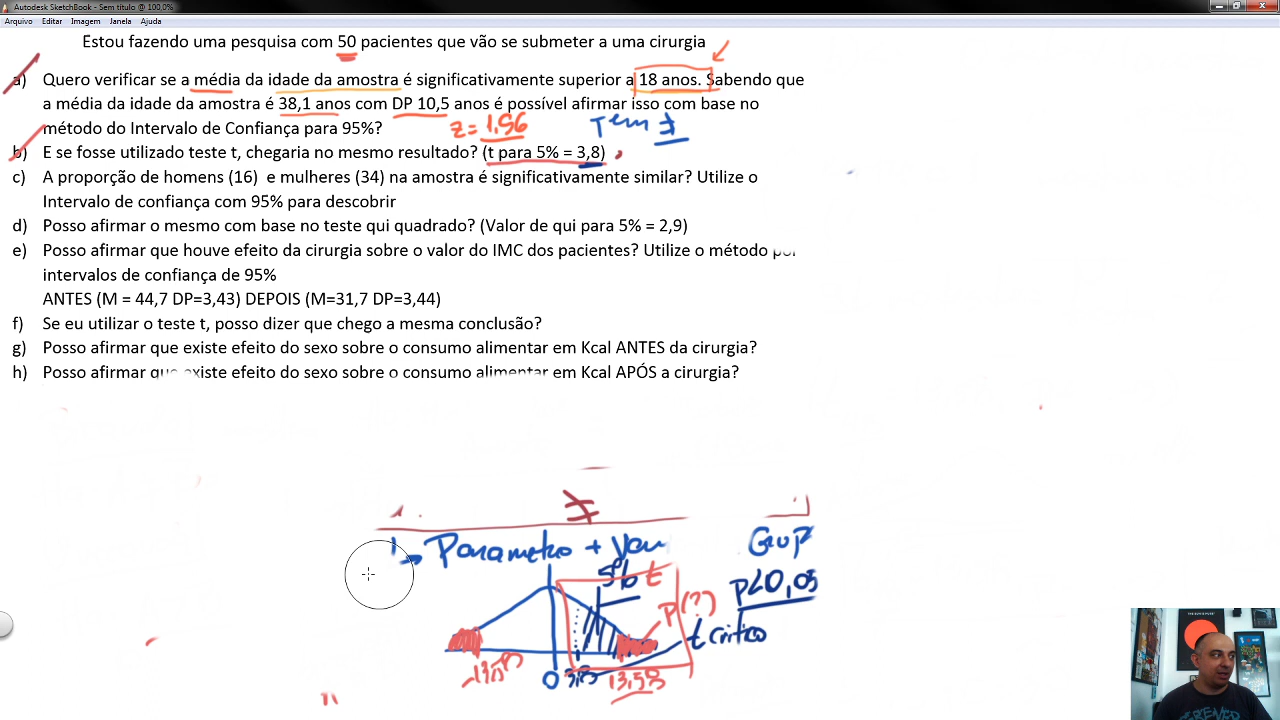 Autodesk SketchBook - Sem título @ 100,0%
Arquivo Editar Imagem Janela Ajuda
Estou fazendo uma pesquisa com 50 pacientes que vão se submeter a uma cirurgia
a) Quero verificar se a média da idade da amostra é significativamente superior a 18 anos. Sabendo que
a média da idade da amostra é 38,1 anos com DP 10,5 anos é possível afirmar isso com base no
método do Intervalo de Confiança para 95%? z = 1.96 Tem ≠
b) E se fosse utilizado teste t, chegaria no mesmo resultado? (t para 5% = 3,8)
c) A proporção de homens (16) e mulheres (34) na amostra é significativamente similar? Utilize o
Intervalo de confiança com 95% para descobrir
d) Posso afirmar o mesmo com base no teste qui quadrado? (Valor de qui para 5% = 2,9)
e) Posso afirmar que houve efeito da cirurgia sobre o valor do IMC dos pacientes? Utilize o método por
intervalos de confiança de 95%
ANTES (M = 44,7 DP=3,43) DEPOIS (M=31,7 DP=3,44)
f) Se eu utilizar o teste t, posso dizer que chego a mesma conclusão?
g) Posso afirmar que existe efeito do sexo sobre o consumo alimentar em Kcal ANTES da cirurgia?
h) Posso afirmar que existe efeito do sexo sobre o consumo alimentar em Kcal APÓS a cirurgia?
≠
Parametro + Grup
5% t p<0,05
p(?)
t critico
0 13,53